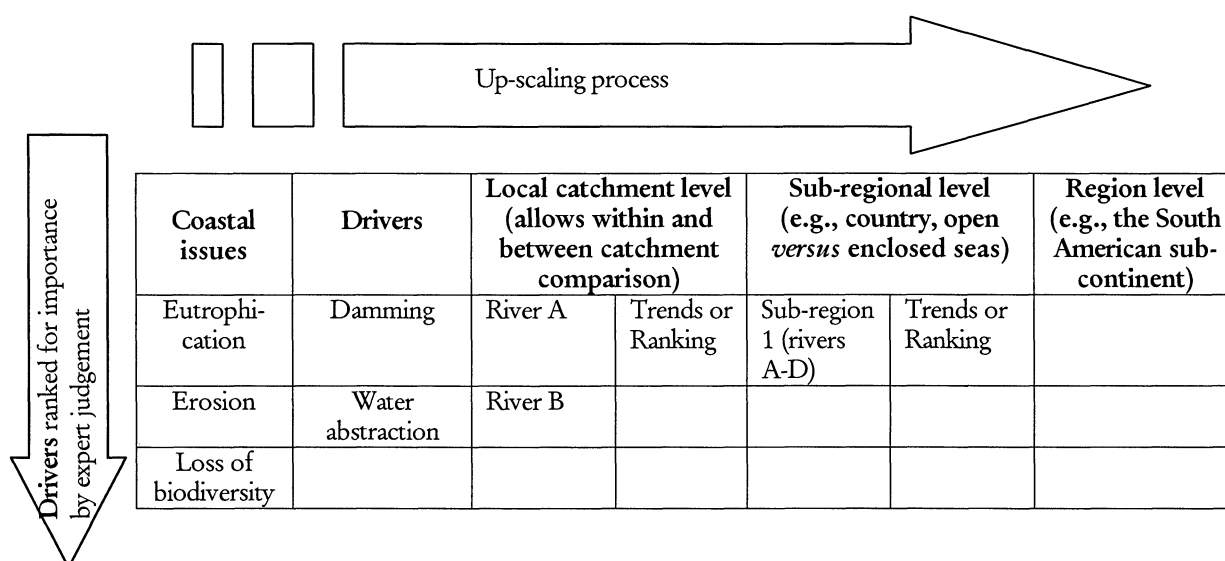 Up-scaling process
Drivers ranked for importance
by expert judgement
Coastal
issues
Drivers
Local catchment level
(allows within and
between catchment
comparison)
Sub-regional level
(e.g., country, open
versus enclosed seas)
Region level
(e.g., the South
American sub-
continent)
Eutrophi-
cation
Damming
River A
Trends or
Ranking
Sub-region
1 (rivers
A-D)
Trends or
Ranking
Erosion
Water
abstraction
River B
Loss of
biodiversity